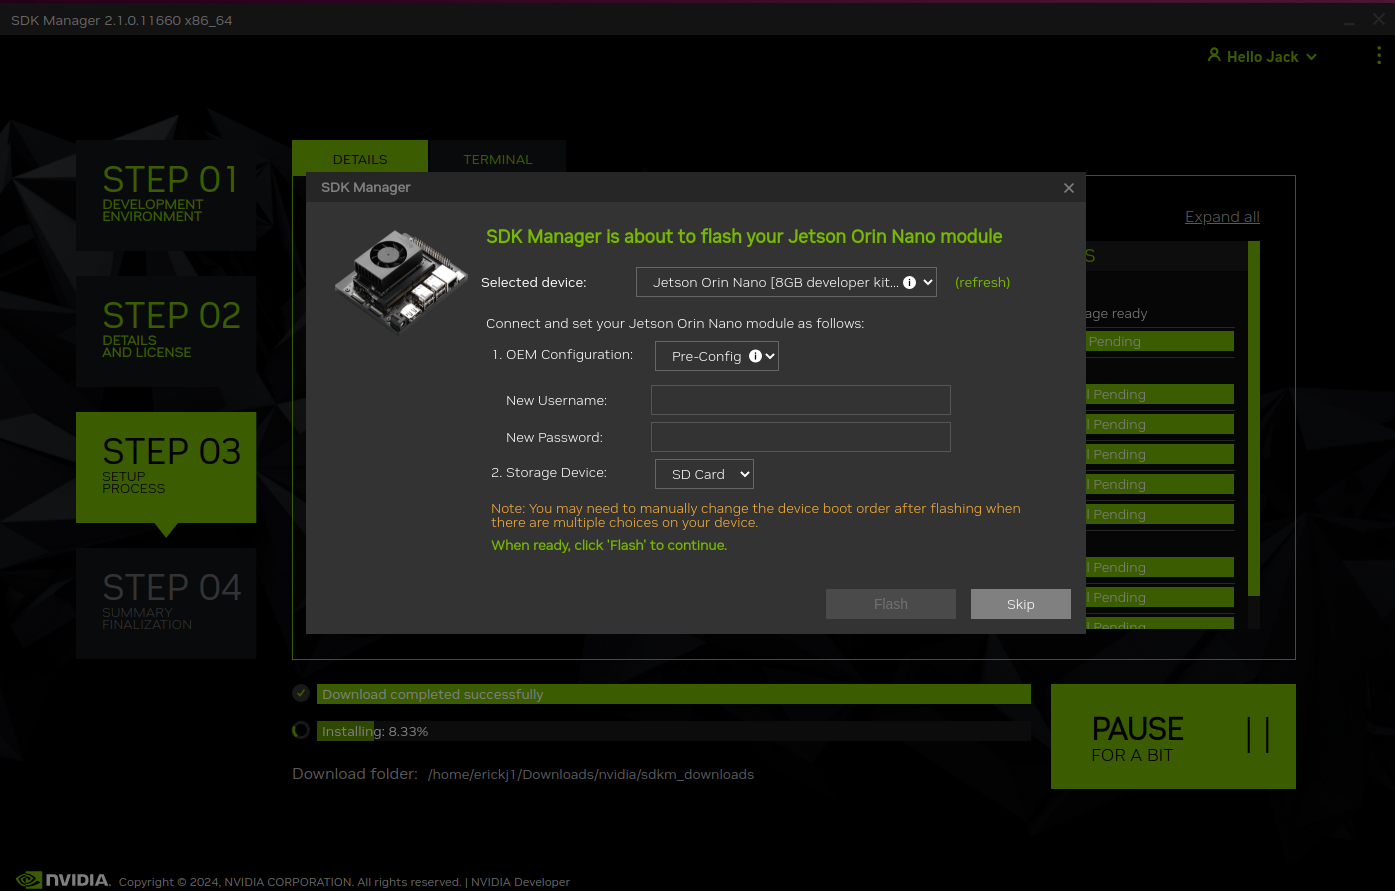 SDK Manager 2.1.0.11660 x86_64
Hello Jack
STEP 01
DEVELOPMENT
ENVIRONMENT
STEP 02
DETAILS
AND LICENSE
STEP 03
SETUP
PROCESS
STEP 04
SUMMARY
FINALIZATION
DETAILS
TERMINAL
Expand all
S
age ready
Pending
l Pending
l Pending
l Pending
l Pending
l Pending
l Pending
l Pending
l Pending
SDK Manager
SDK Manager is about to flash your Jetson Orin Nano module
Selected device:
Jetson Orin Nano [8GB developer kit...
(refresh)
Connect and set your Jetson Orin Nano module as follows:
1. OEM Configuration:
Pre-Config
New Username:
New Password:
2. Storage Device:
SD Card
Note: You may need to manually change the device boot order after flashing when
there are multiple choices on your device.
When ready, click 'Flash' to continue.
Flash
Skip
Download completed successfully
Installing: 8.33%
Download folder: /home/erickj1/Downloads/nvidia/sdkm_downloads
PAUSE
FOR A BIT
NVIDIA. Copyright © 2024, NVIDIA CORPORATION. All rights reserved. | NVIDIA Developer